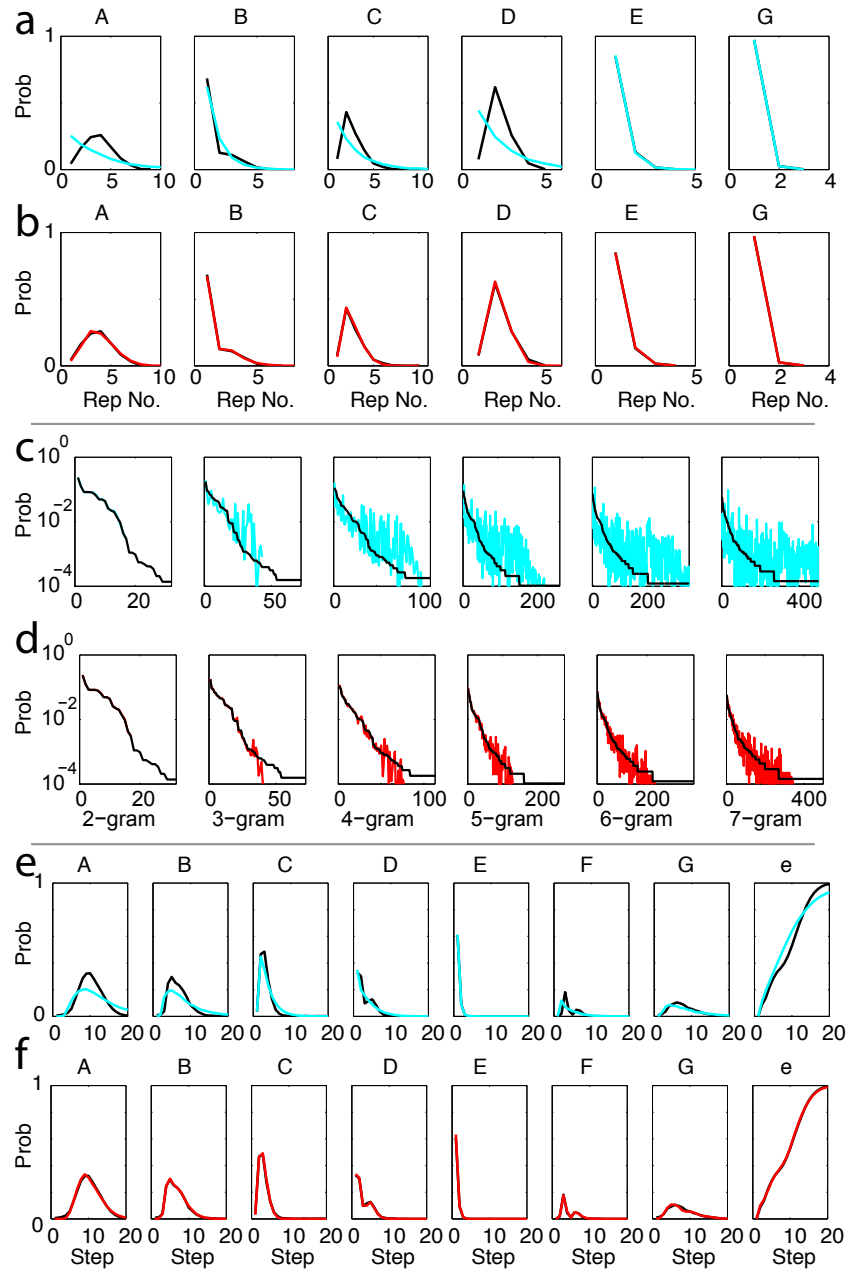 a
A B C D E G
1
Prob
0
0 5 10 0 5 0 5 10 0 5 0 5 0 2 4
b
A B C D E G
1
Prob
0
0 5 10 0 5 0 5 10 0 5 0 5 0 2 4
Rep No. Rep No. Rep No. Rep No. Rep No. Rep No.
c
10^0
Prob
10^−2
10^−4
0 20 0 50 0 100 0 200 0 200 0 400
d
10^0
Prob
10^−2
10^−4
0 20 0 50 0 100 0 200 0 200 0 400
2−gram 3−gram 4−gram 5−gram 6−gram 7−gram
e
A B C D E F G e
1
Prob
0
0 10 20 0 10 20 0 10 20 0 10 20 0 10 20 0 10 20 0 10 20 0 10 20
f
A B C D E F G e
1
Prob
0
0 10 20 0 10 20 0 10 20 0 10 20 0 10 20 0 10 20 0 10 20 0 10 20
Step Step Step Step Step Step Step Step